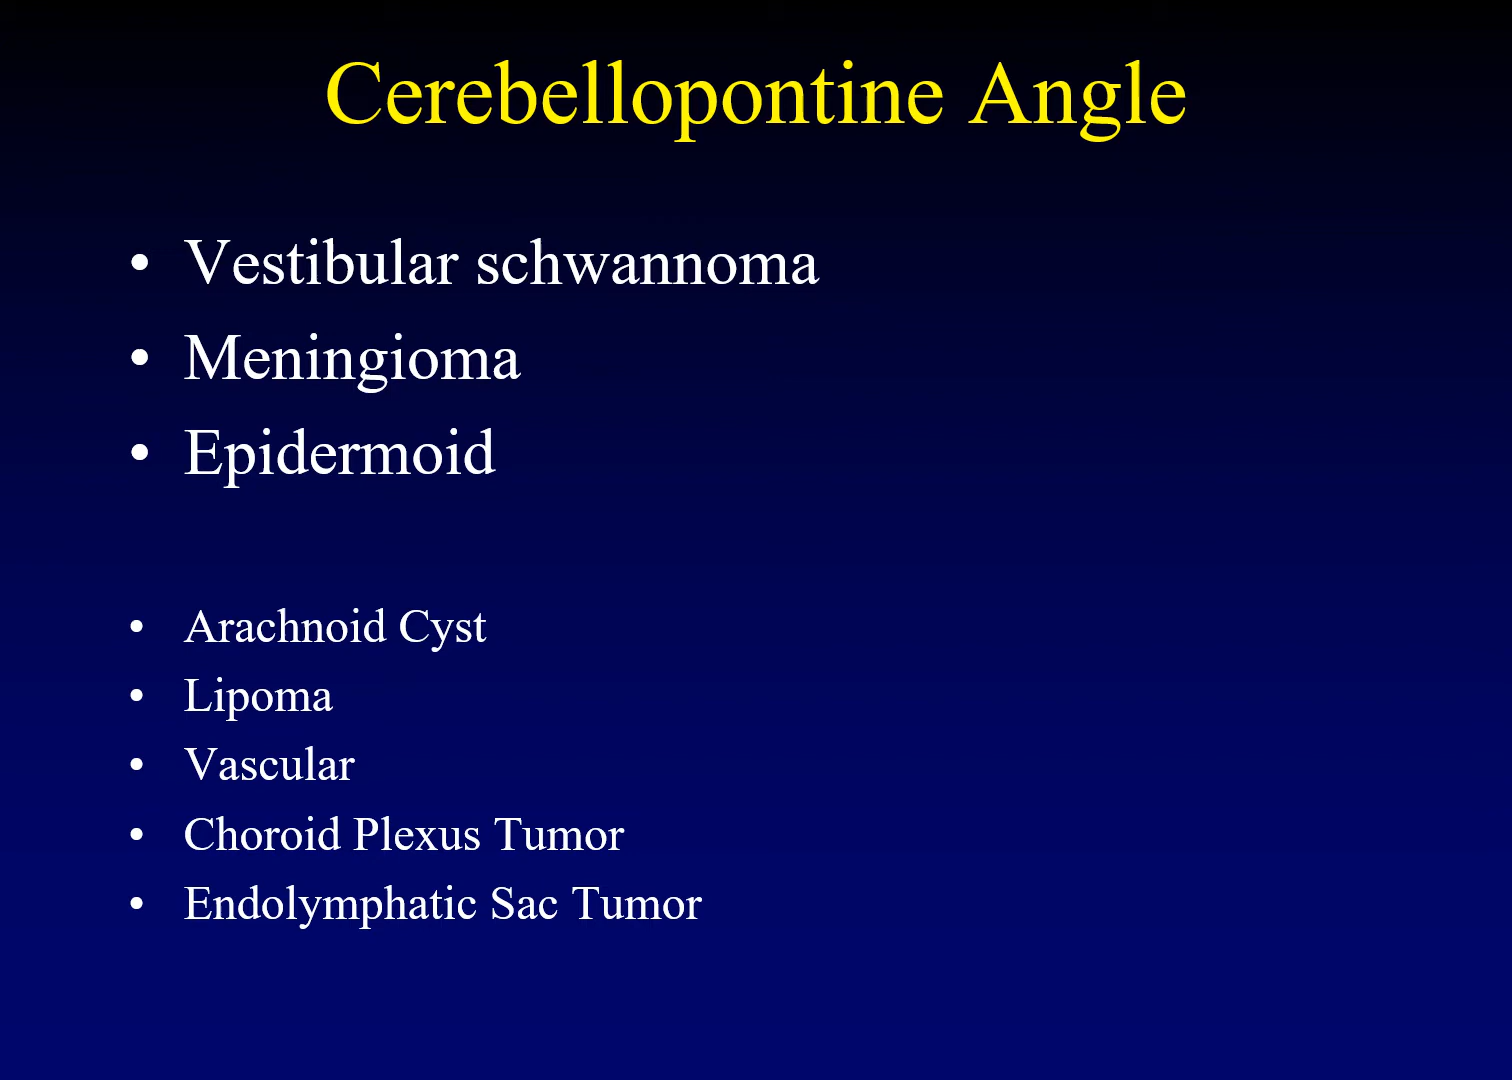 Cerebellopontine Angle
• Vestibular schwannoma
• Meningioma
• Epidermoid
• Arachnoid Cyst
• Lipoma
• Vascular
• Choroid Plexus Tumor
• Endolymphatic Sac Tumor